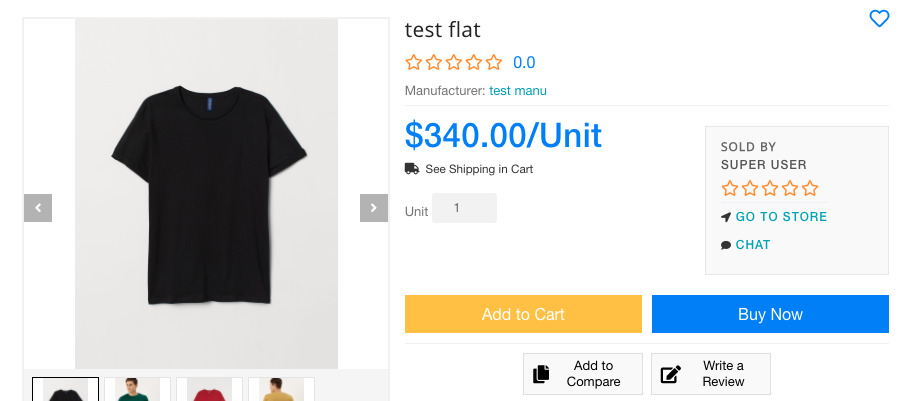 test flat
0.0
Manufacturer: test manu
$340.00/Unit
See Shipping in Cart
Unit 1
SOLD BY
SUPER USER
GO TO STORE
CHAT
Add to Cart
Buy Now
Add to
Compare
Write a
Review